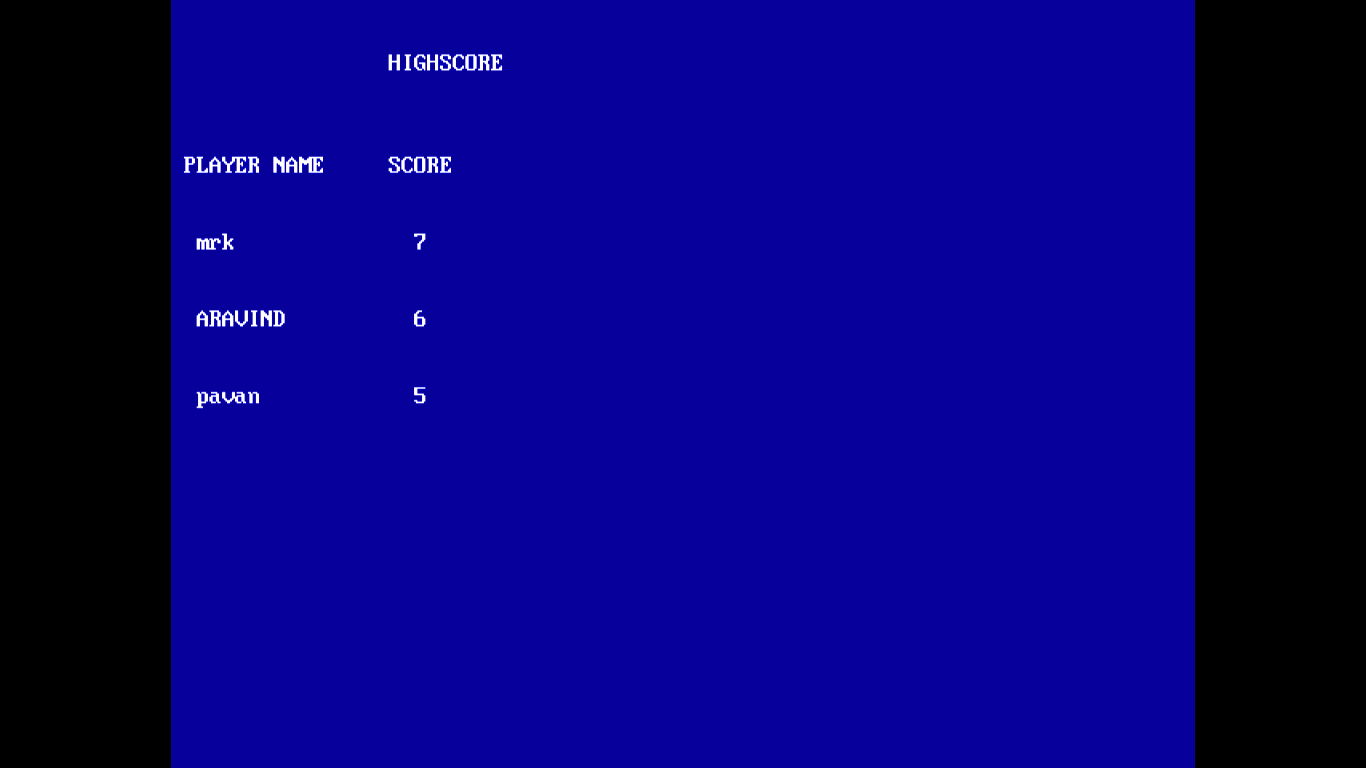 HIGHSCORE
PLAYER NAME SCORE
mrk 7
ARAVIND 6
pavan 5